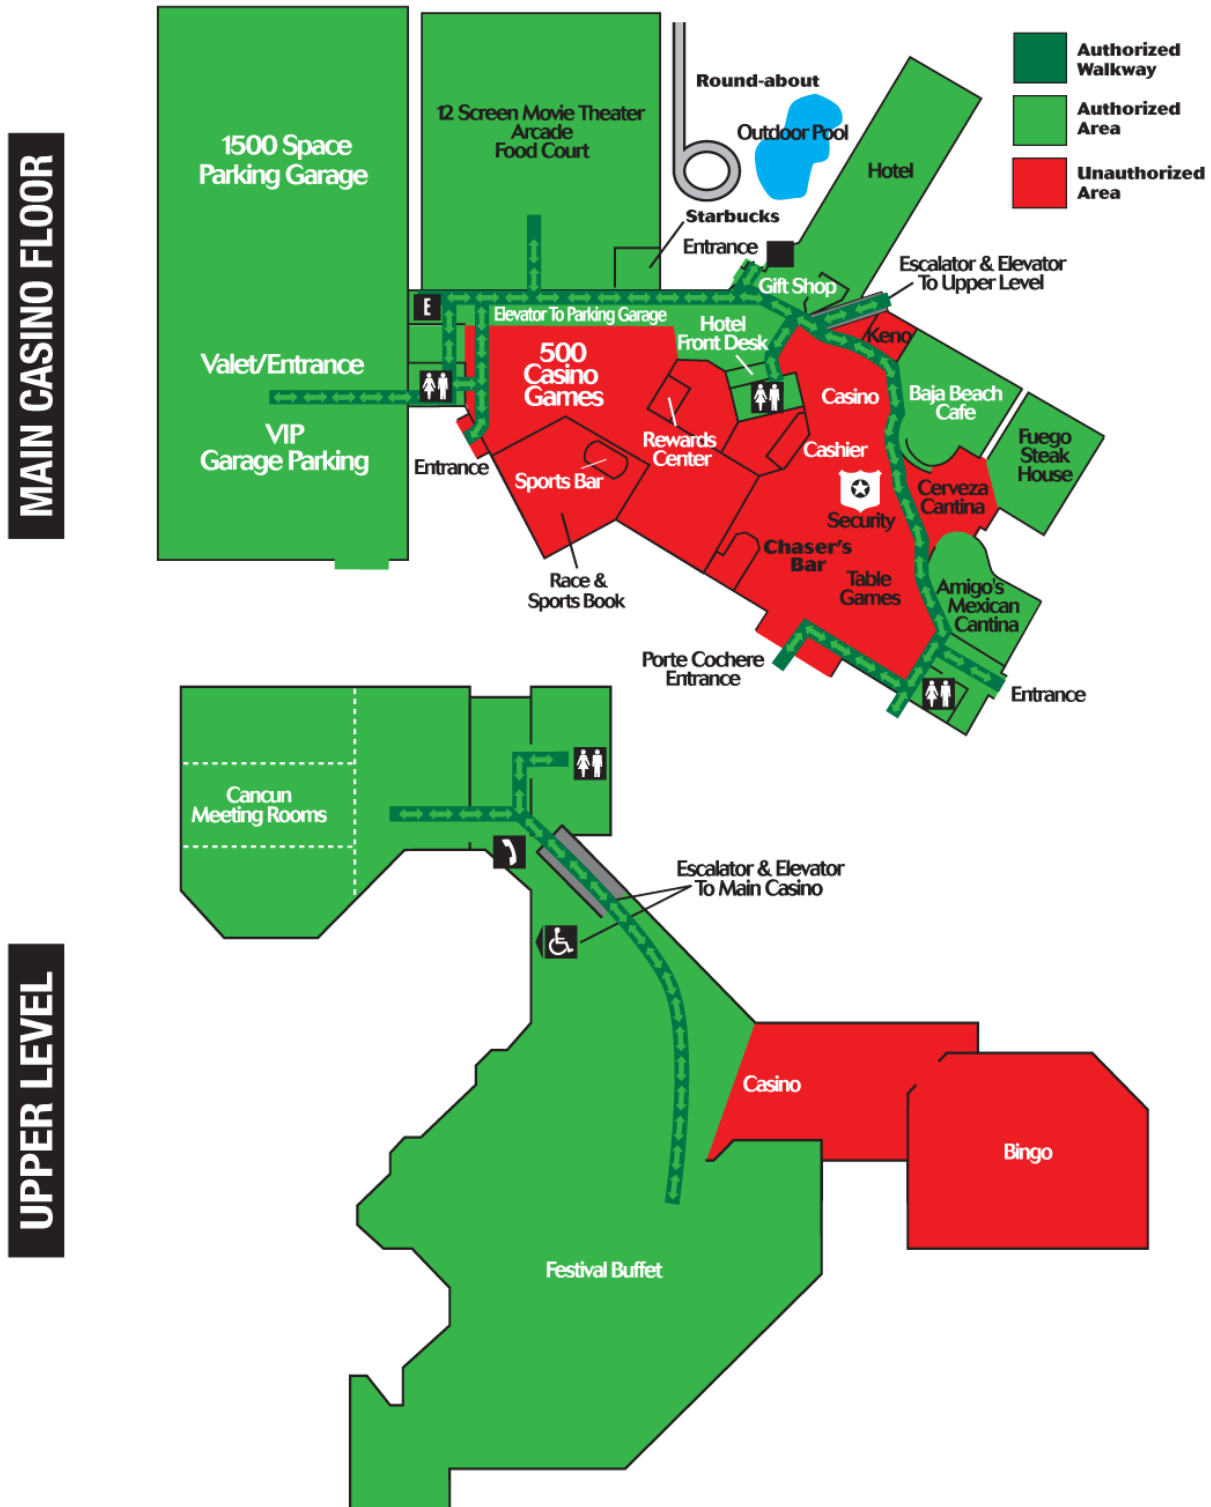 MAIN CASINO FLOOR
1500 Space
Parking Garage
12 Screen Movie Theater
Arcade
Food Court
Round-about
Outdoor Pool
Hotel
Authorized
Walkway
Authorized
Area
Unauthorized
Area
Starbucks
Entrance
Gift Shop
Escalator & Elevator
To Upper Level
E
Elevator To Parking Garage
Hotel
Front Desk
Keno
Valet/Entrance
500
Casino
Games
Casino
Baja Beach
Cafe
VIP
Garage Parking
Entrance
Rewards
Center
Cashier
Fuego
Steak
House
Sports Bar
Security
Cerveza
Cantina
Race &
Sports Book
Chaser's
Bar
Table
Games
Amigo's
Mexican
Cantina
Porte Cochere
Entrance
Entrance
UPPER LEVEL
Cancun
Meeting Rooms
Escalator & Elevator
To Main Casino
Casino
Bingo
Festival Buffet